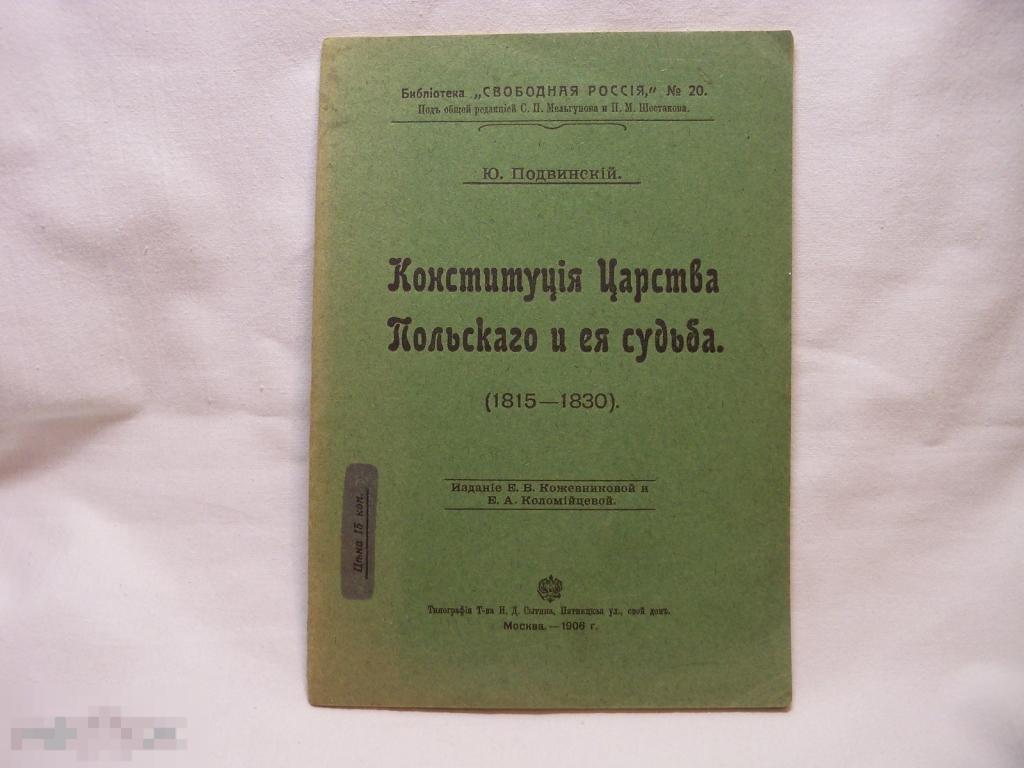 Библіотека „СВОБОДНАЯ РОССІЯ,“ № 20.
Подъ общей редакціей С. П. Мельгунова и П. М. Шестакова.
Ю. Подвинскій.
Конституція Царства
Польскаго и ея судьба.
(1815—1830).
Изданіе Е. В. Кожевниковой и
Е. А. Коломійцевой.
Цѣна 15 коп.
Типографія Т-ва И. Д. Сытина, Пятницкая ул., свой домъ.
Москва.—1906 г.